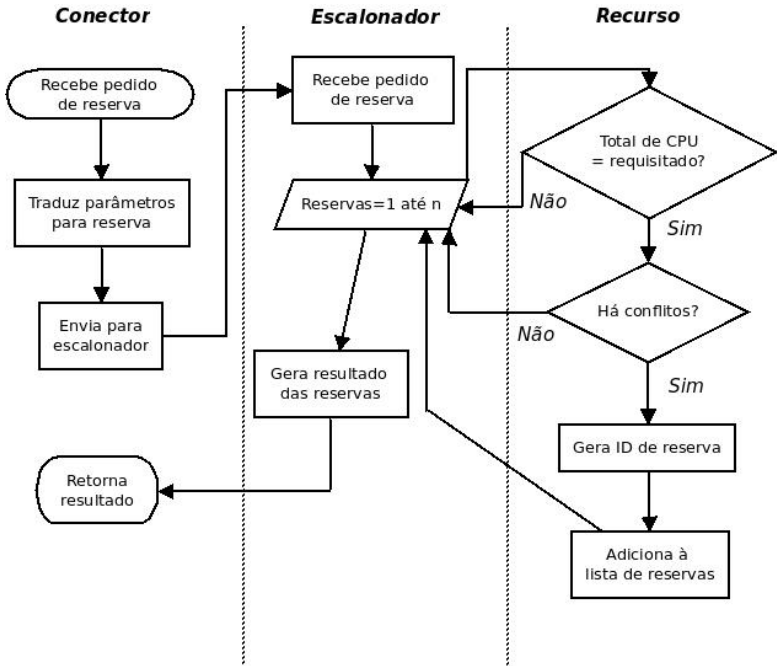 Conector
Escalonador
Recurso
Recebe pedido
de reserva
Traduz parâmetros
para reserva
Envia para
escalonador
Retorna
resultado
Recebe pedido
de reserva
Reservas=1 até n
Gera resultado
das reservas
Total de CPU
= requisitado?
Não
Sim
Há conflitos?
Não
Sim
Gera ID de reserva
Adiciona à
lista de reservas